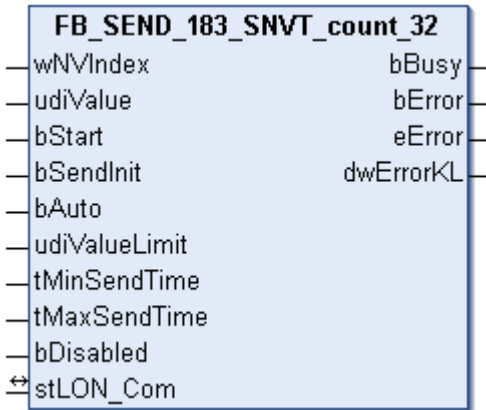 FB_SEND_183_SNVT_count_32
wNVIndex bBusy
udiValue bError
bStart eError
bSendInit dwErrorKL
bAuto
udiValueLimit
tMinSendTime
tMaxSendTime
bDisabled
stLON_Com